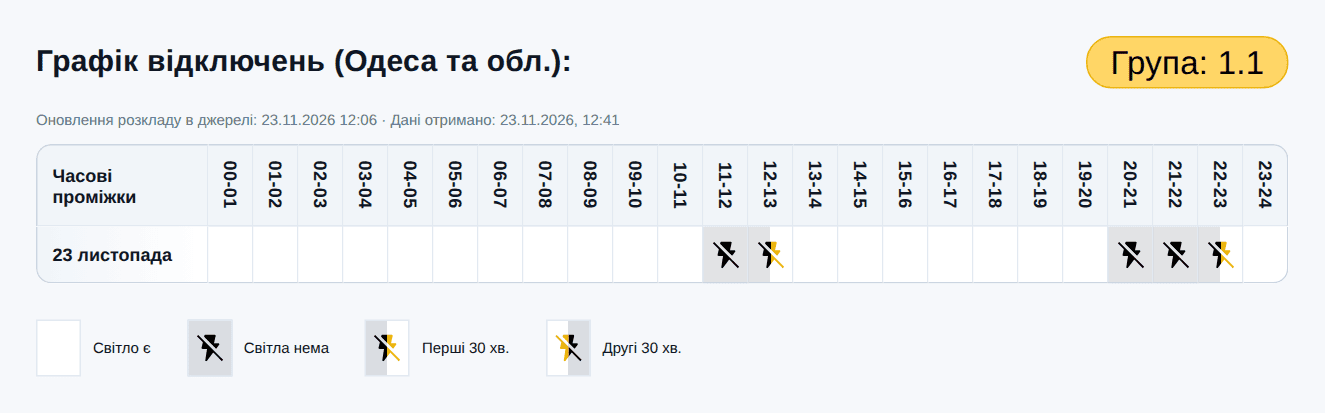 Графік відключень (Одеса та обл.):
Група: 1.1
Оновлення розкладу в джерелі: 23.11.2026 12:06 · Дані отримано: 23.11.2026, 12:41
Часові
проміжки
00-01
01-02
02-03
03-04
04-05
05-06
06-07
07-08
08-09
09-10
10-11
11-12
12-13
13-14
14-15
15-16
16-17
17-18
18-19
19-20
20-21
21-22
22-23
23-24
23 листопада
Світло є
Світла нема
Перші 30 хв.
Другі 30 хв.